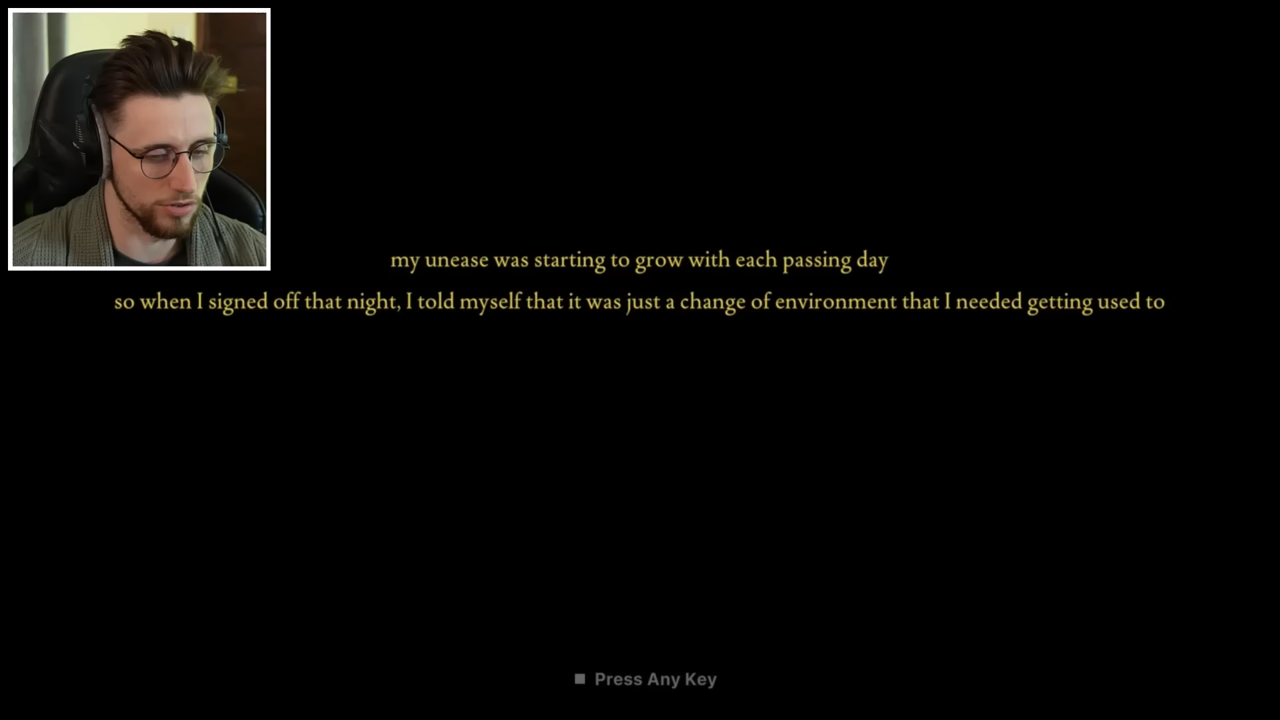 my unease was starting to grow with each passing day
so when I signed off that night, I told myself that it was just a change of environment that I needed getting used to
Press Any Key